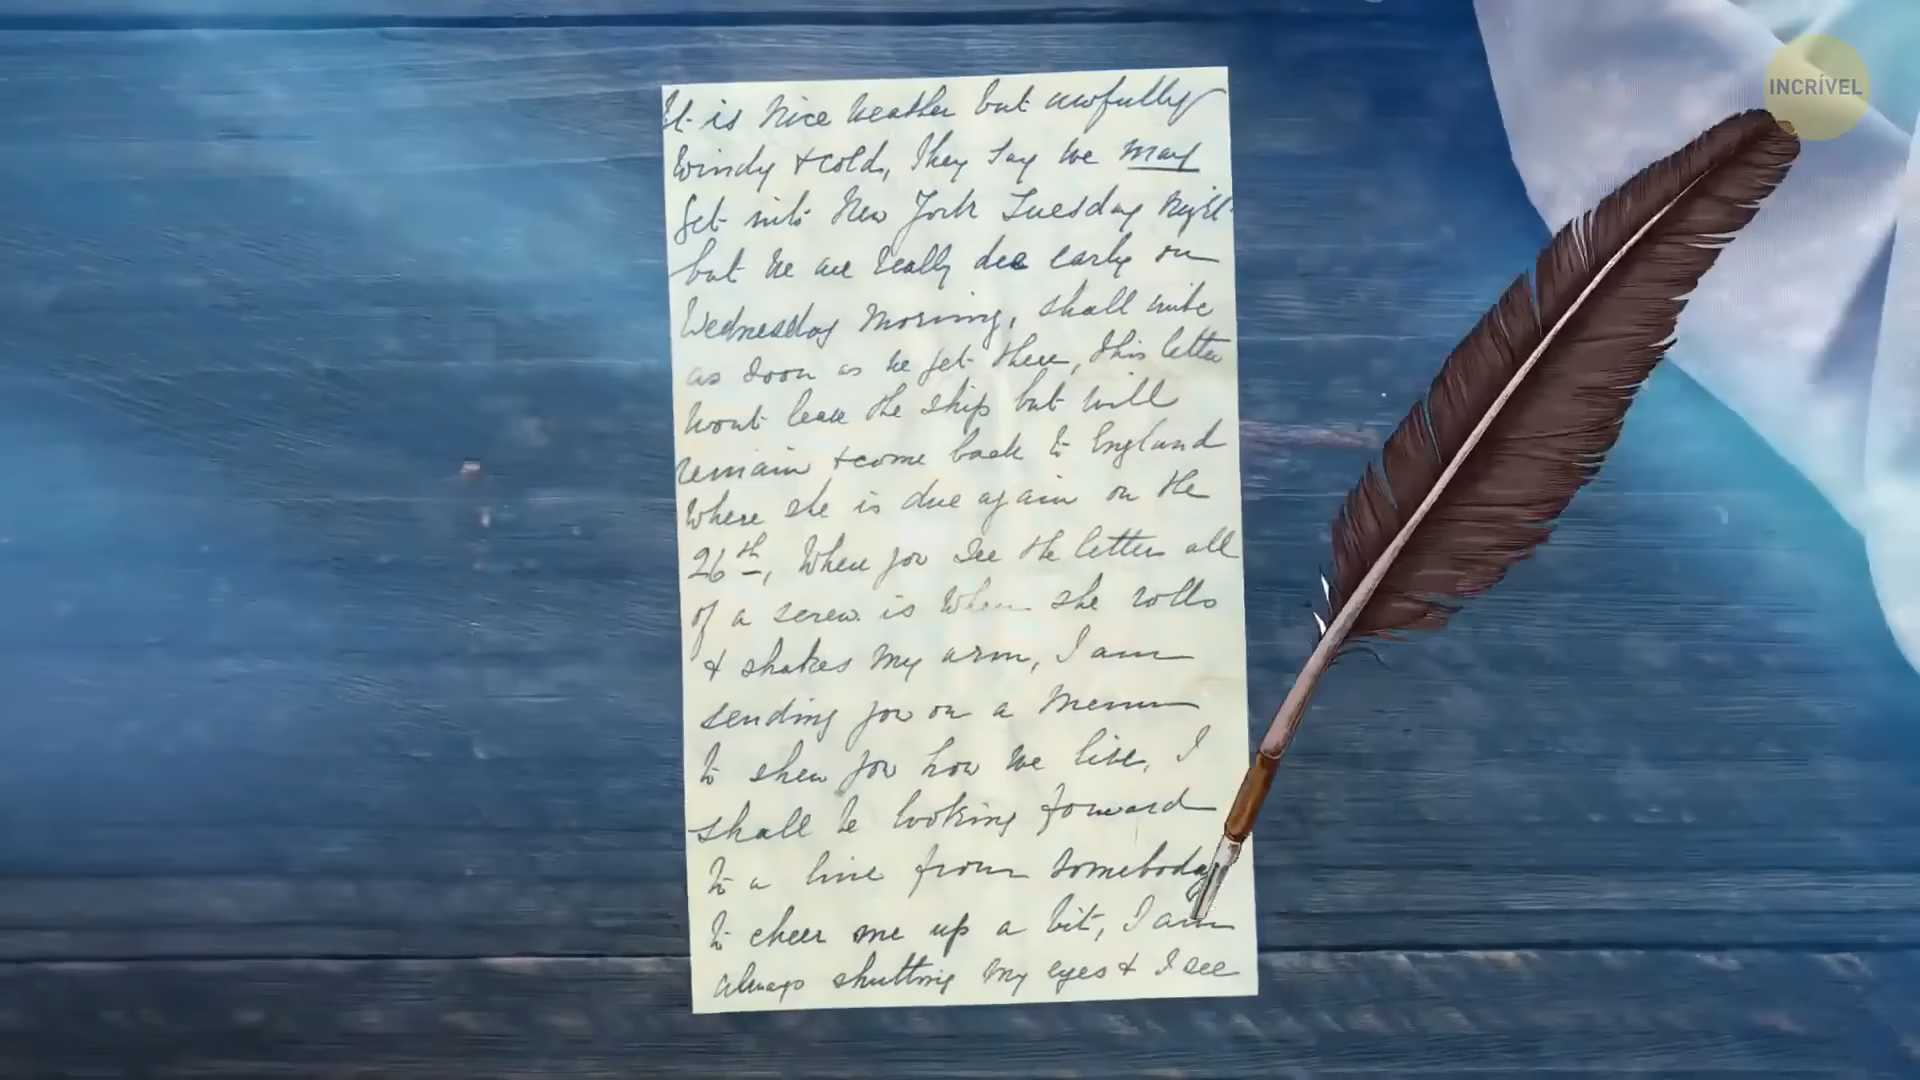 INCRÍVEL
It is nice weather but awfully
windy & cold, They say we may
get into New York Tuesday night
but we are really due early on
Wednesday morning, shall write
as soon as we get there, this letter
wont leave the ship but will
remain & come back to England
where she is due again on the
26th, When you see the letter all
of a screw is when she rolls
& shakes my arm, I am
sending you on a menu
to shew you how we live, I
shall be looking forward
to a line from somebody
to cheer me up a bit, I am
always shutting my eyes & I see